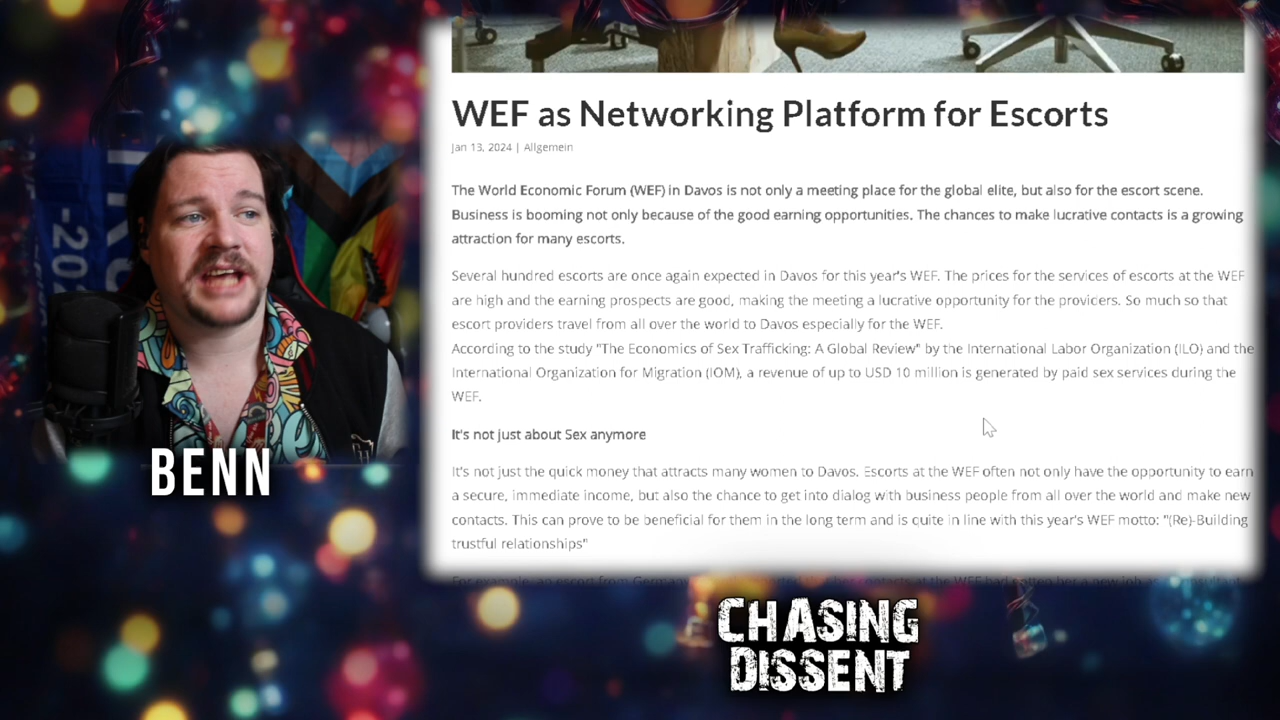 WEF as Networking Platform for Escorts
Jan 13, 2024 | Allgemein
The World Economic Forum (WEF) in Davos is not only a meeting place for the global elite, but also for the escort scene.
Business is booming not only because of the good earning opportunities. The chances to make lucrative contacts is a growing
attraction for many escorts.
Several hundred escorts are once again expected in Davos for this year's WEF. The prices for the services of escorts at the WEF
are high and the earning prospects are good, making the meeting a lucrative opportunity for the providers. So much so that
escort providers travel from all over the world to Davos especially for the WEF.
According to the study "The Economics of Sex Trafficking: A Global Review" by the International Labor Organization (ILO) and the
International Organization for Migration (IOM), a revenue of up to USD 10 million is generated by paid sex services during the
WEF.
It's not just about Sex anymore
It's not just the quick money that attracts many women to Davos. Escorts at the WEF often not only have the opportunity to earn
a secure, immediate income, but also the chance to get into dialog with business people from all over the world and make new
contacts. This can prove to be beneficial for them in the long term and is quite in line with this year's WEF motto: "(Re)-Building
trustful relationships"
For example, an escort from
BENN
CHASING
DISSENT